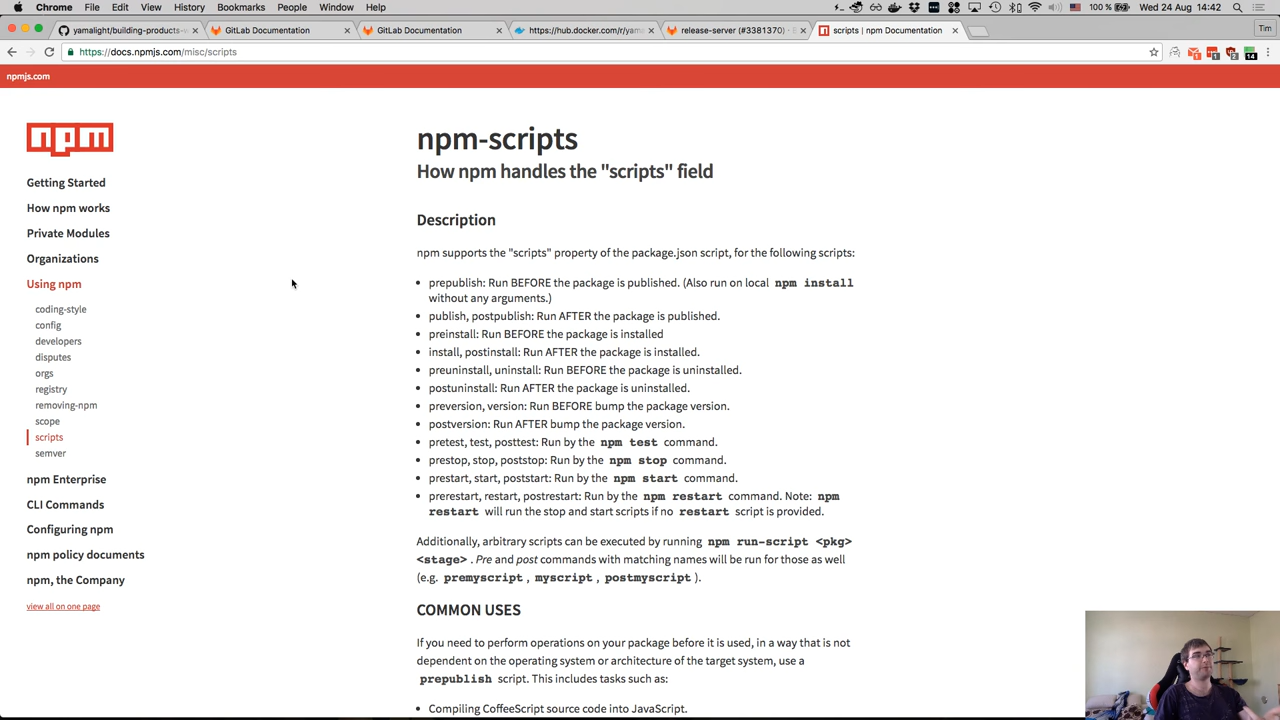 Chrome File Edit View History Bookmarks People Window Help
100 % Wed 24 Aug 14:42
yamalight/building-products-
GitLab Documentation
GitLab Documentation
https://hub.docker.com/r/yam
release-server (#3381370) -
scripts | npm Documentation
Tim
https://docs.npmjs.com/misc/scripts
npmjs.com
npm
Getting Started
How npm works
Private Modules
Organizations
Using npm
coding-style
config
developers
disputes
orgs
registry
removing-npm
scope
scripts
semver
npm Enterprise
CLI Commands
Configuring npm
npm policy documents
npm, the Company
view all on one page
npm-scripts
How npm handles the "scripts" field
Description
npm supports the "scripts" property of the package.json script, for the following scripts:
• prepublish: Run BEFORE the package is published. (Also run on local npm install
without any arguments.)
• publish, postpublish: Run AFTER the package is published.
• preinstall: Run BEFORE the package is installed
• install, postinstall: Run AFTER the package is installed.
• preuninstall, uninstall: Run BEFORE the package is uninstalled.
• postuninstall: Run AFTER the package is uninstalled.
• preversion, version: Run BEFORE bump the package version.
• postversion: Run AFTER bump the package version.
• pretest, test, posttest: Run by the npm test command.
• prestop, stop, poststop: Run by the npm stop command.
• prestart, start, poststart: Run by the npm start command.
• prerestart, restart, postrestart: Run by the npm restart command. Note: npm
restart will run the stop and start scripts if no restart script is provided.
Additionally, arbitrary scripts can be executed by running npm run-script <pkg>
<stage> . Pre and post commands with matching names will be run for those as well
(e.g. premyscript , myscript , postmyscript ).
COMMON USES
If you need to perform operations on your package before it is used, in a way that is not
dependent on the operating system or architecture of the target system, use a
prepublish script. This includes tasks such as:
• Compiling CoffeeScript source code into JavaScript.